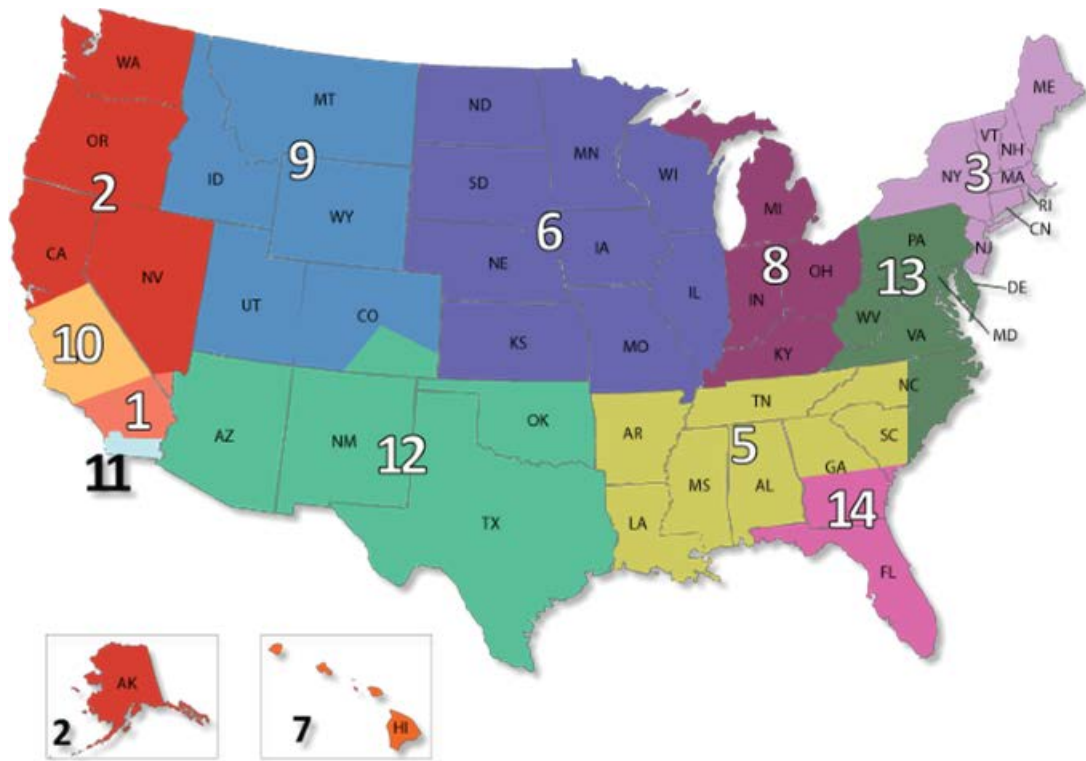 WA
MT
ND
ME
OR
MN
VT
NH
9
ID
SD
WI
NY
3
MA
2
WY
MI
RI
6
IA
CN
CA
NE
PA
NJ
NV
8
OH
13
UT
CO
IL
IN
DE
WV
VA
MD
10
KS
MO
KY
1
TN
NC
AZ
NM
OK
AR
5
SC
12
GA
11
MS
AL
14
TX
LA
FL
AK
2
7
HI